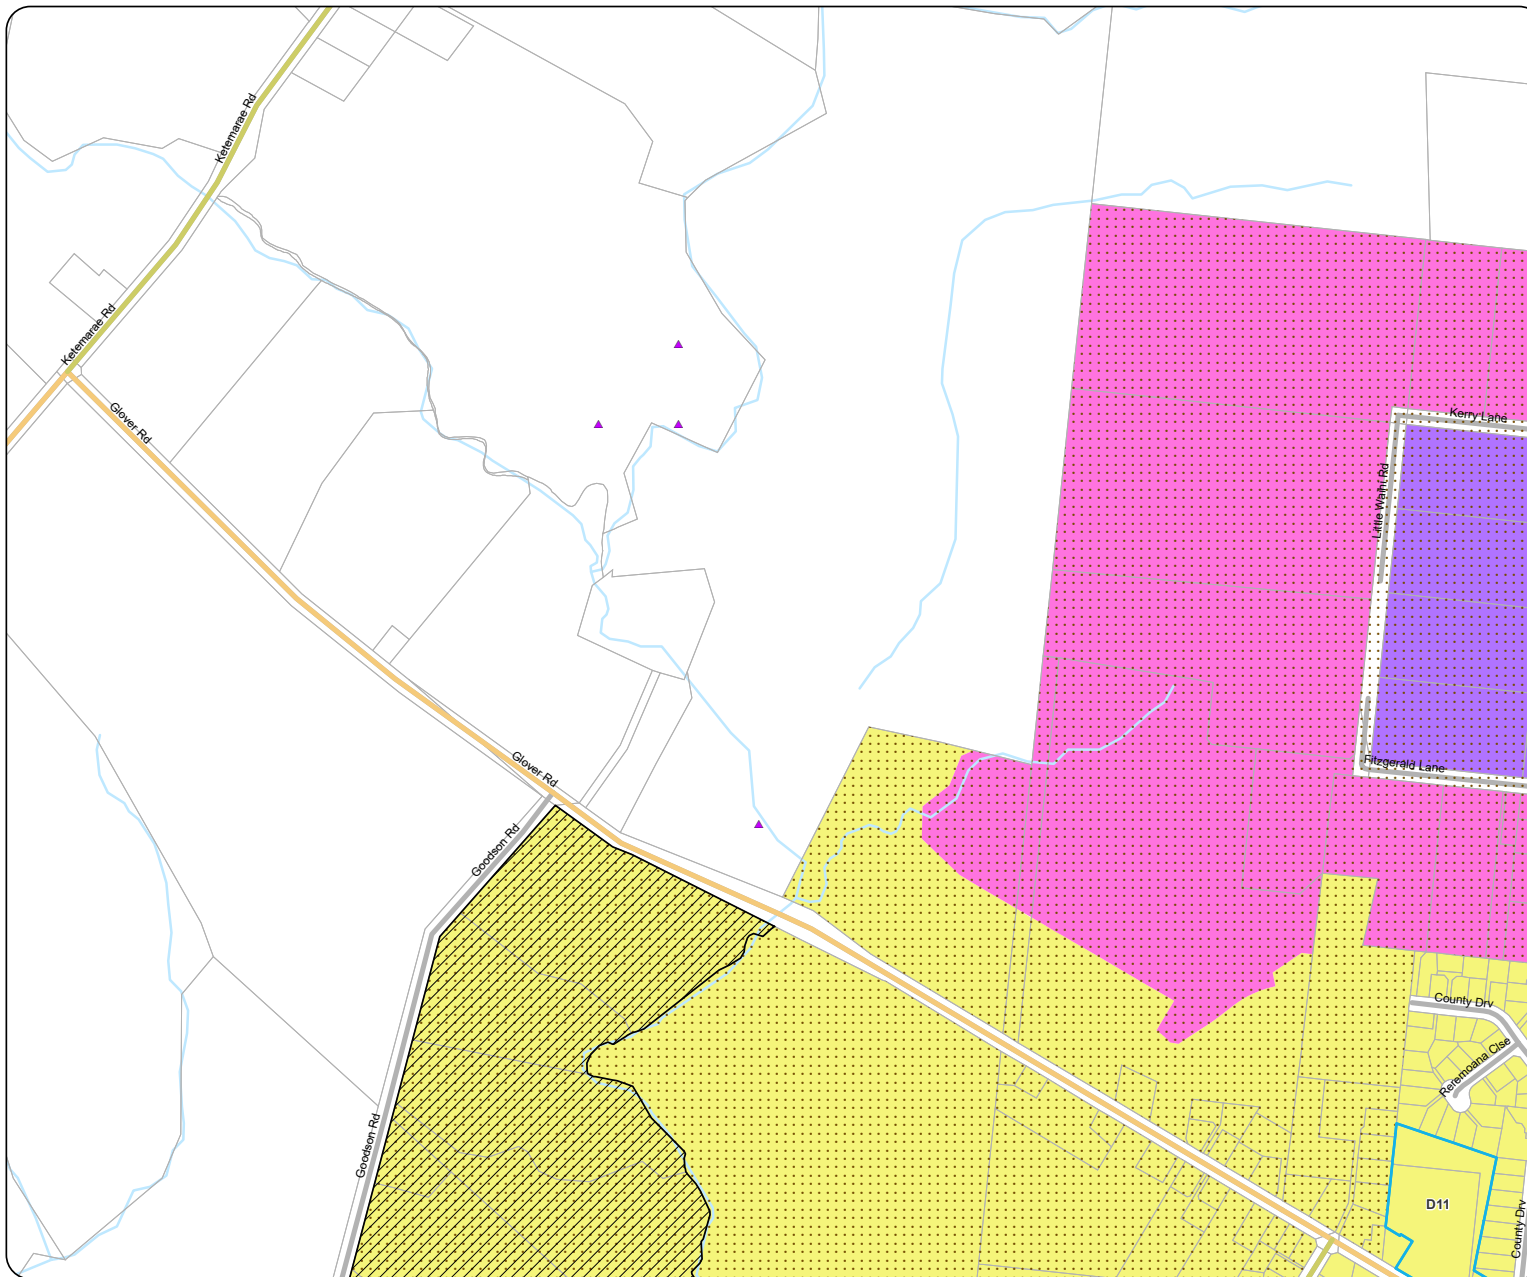 Ketemarae Rd
Ketemarae Rd
Glover Rd
Kerry Lane
Little Waihi Rd
Glover Rd
Fitzgerald Lane
Goodson Rd
County Drv
Reremoana Clse
Goodson Rd
D11
County Drv